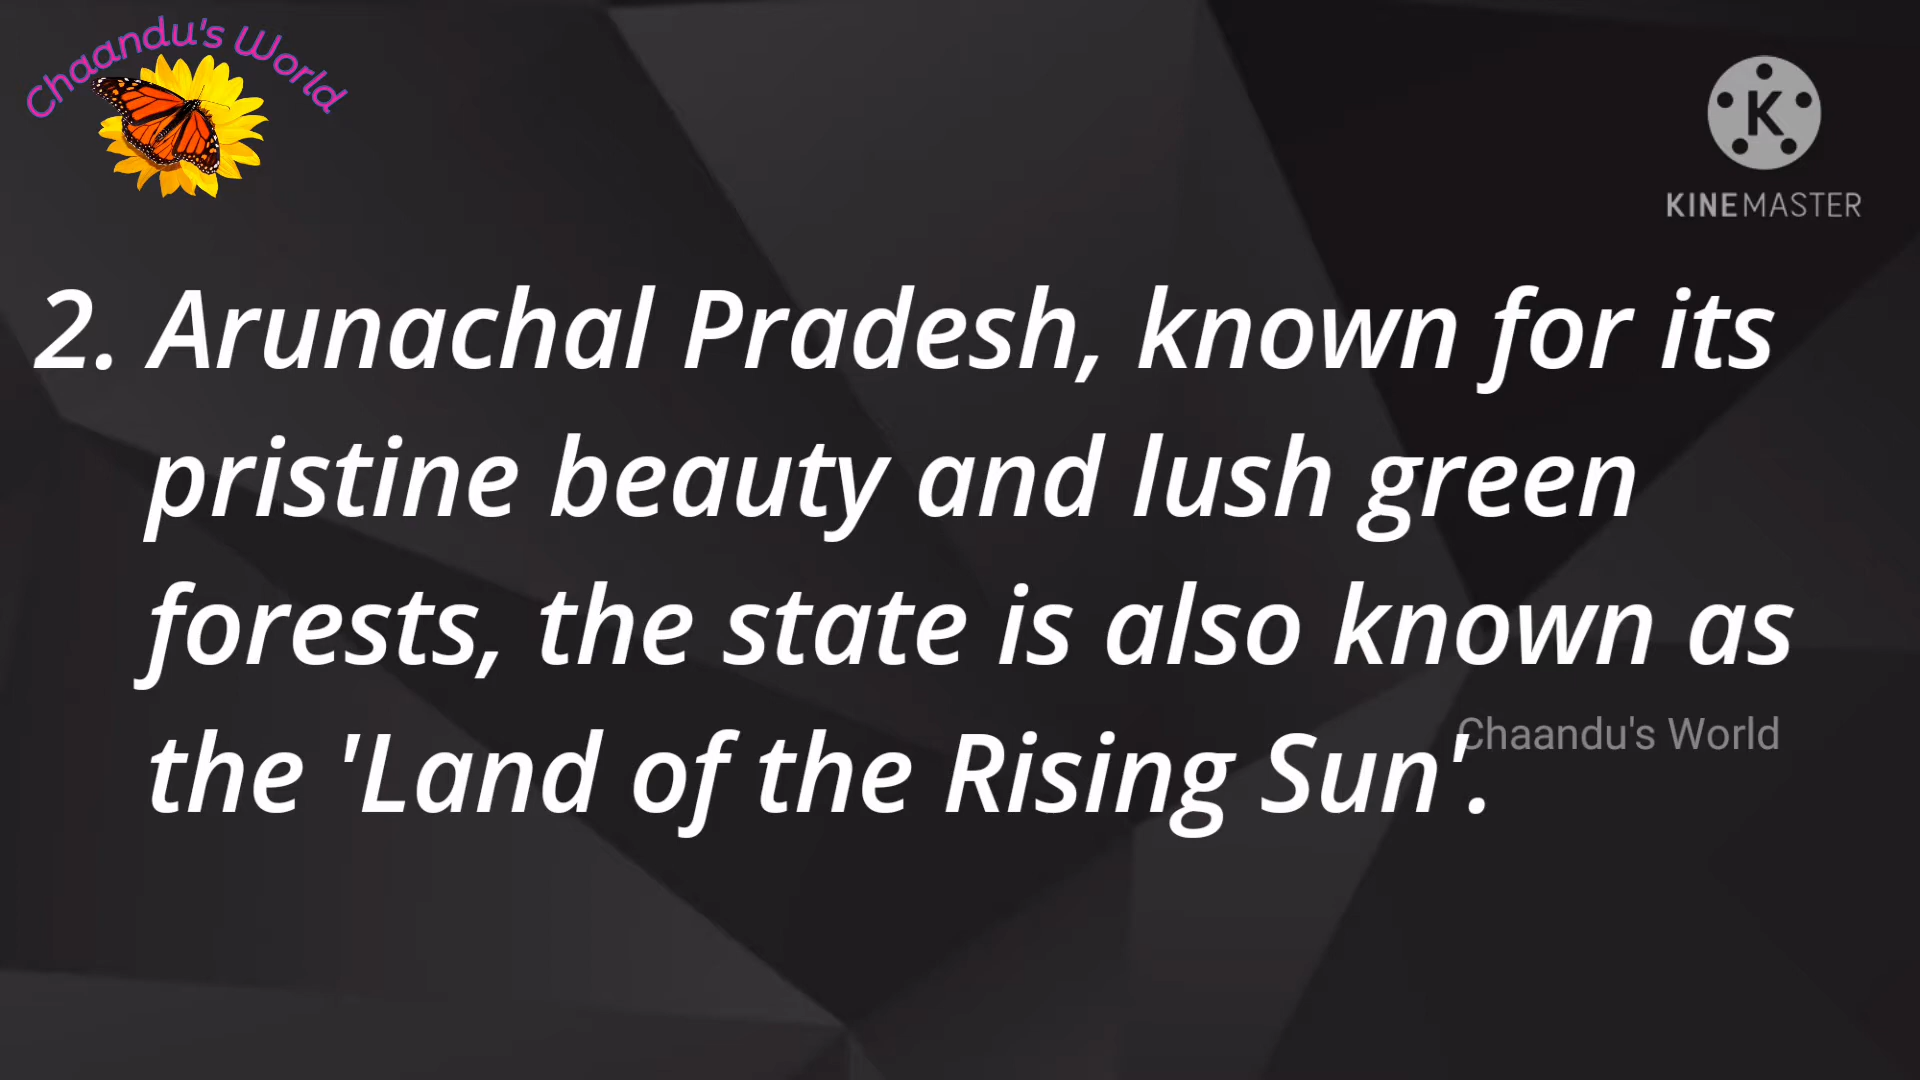 Chaandu's World
K
KINEMASTER
2. Arunachal Pradesh, known for its
pristine beauty and lush green
forests, the state is also known as
the 'Land of the Rising Sun'.
Chaandu's World